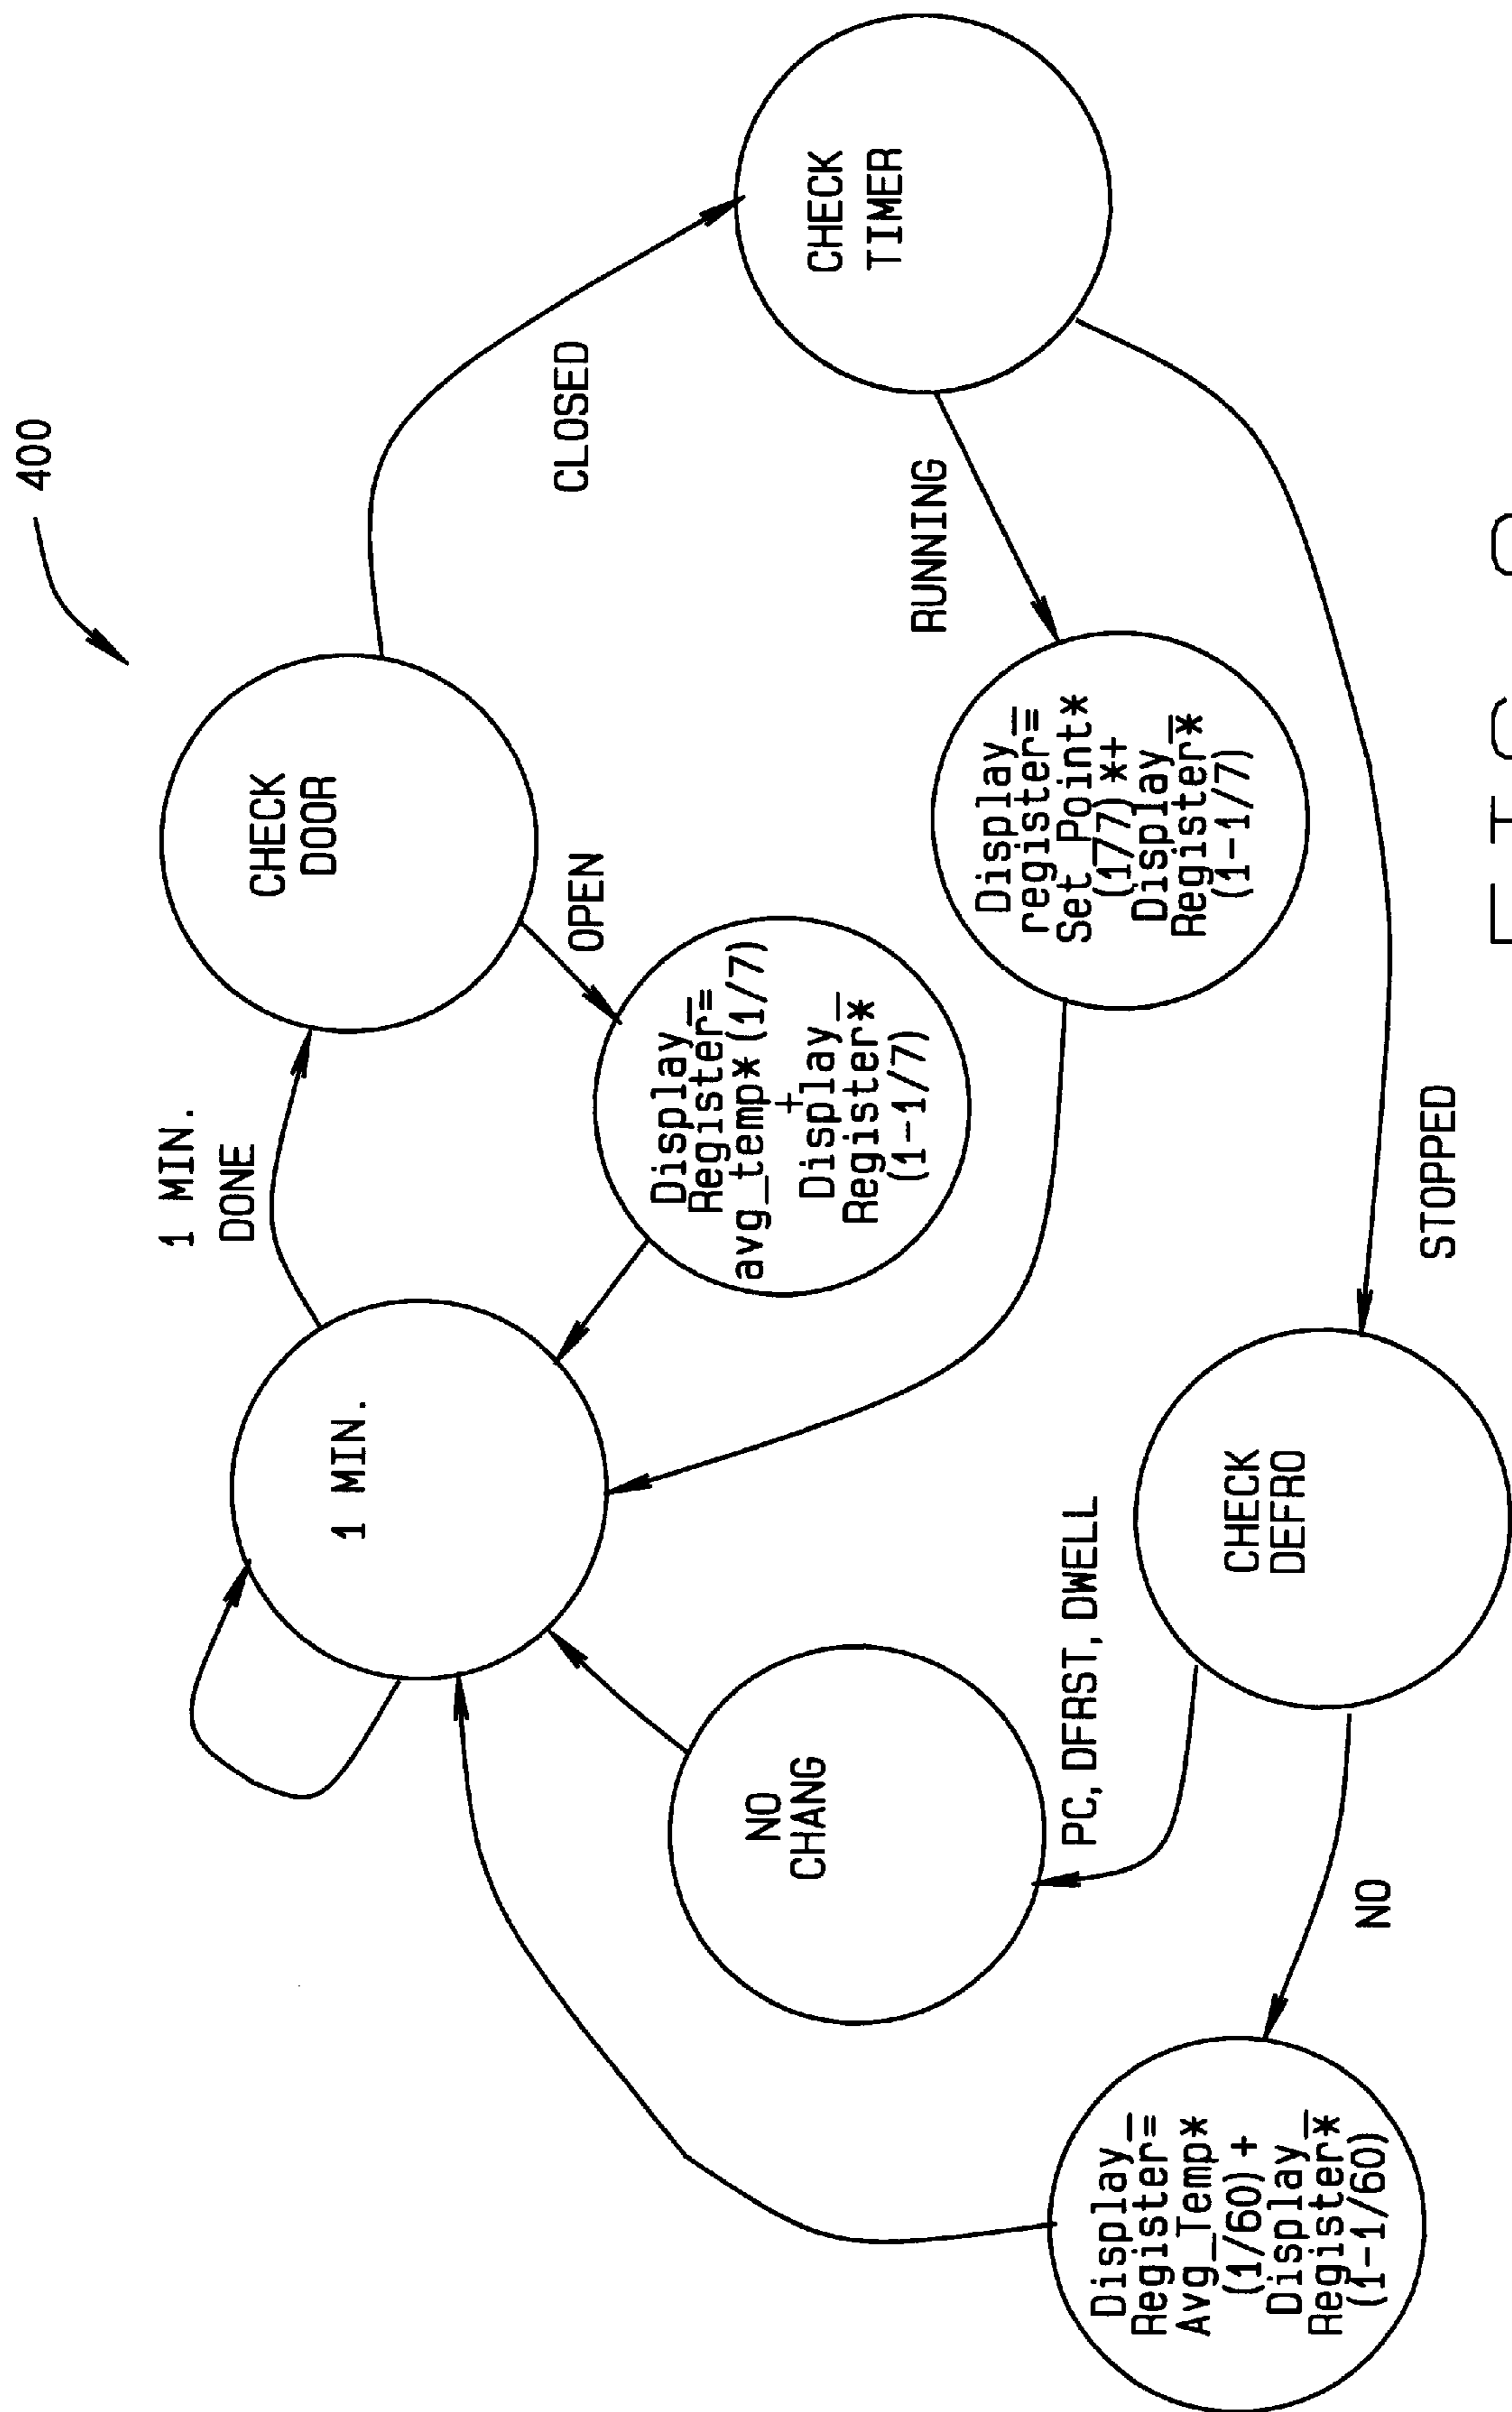 400
1 MIN.
DONE
CHECK
DOOR
1 MIN.
OPEN
CLOSED
Display_
Register=
avg_temp*(1/7)
+
Display_
Register*
(1-1/7)
CHECK
TIMER
NO
CHANG
RUNNING
Display_
register=
Set_Point*
(1/7)*+
Display_
Register*
(1-1/7)
PC, DFRST, DWELL
Display_
Register=
Avg_Temp*
(1/60)+
Display_
Register*
(1-1/60)
CHECK
DEFRO
NO
STOPPED